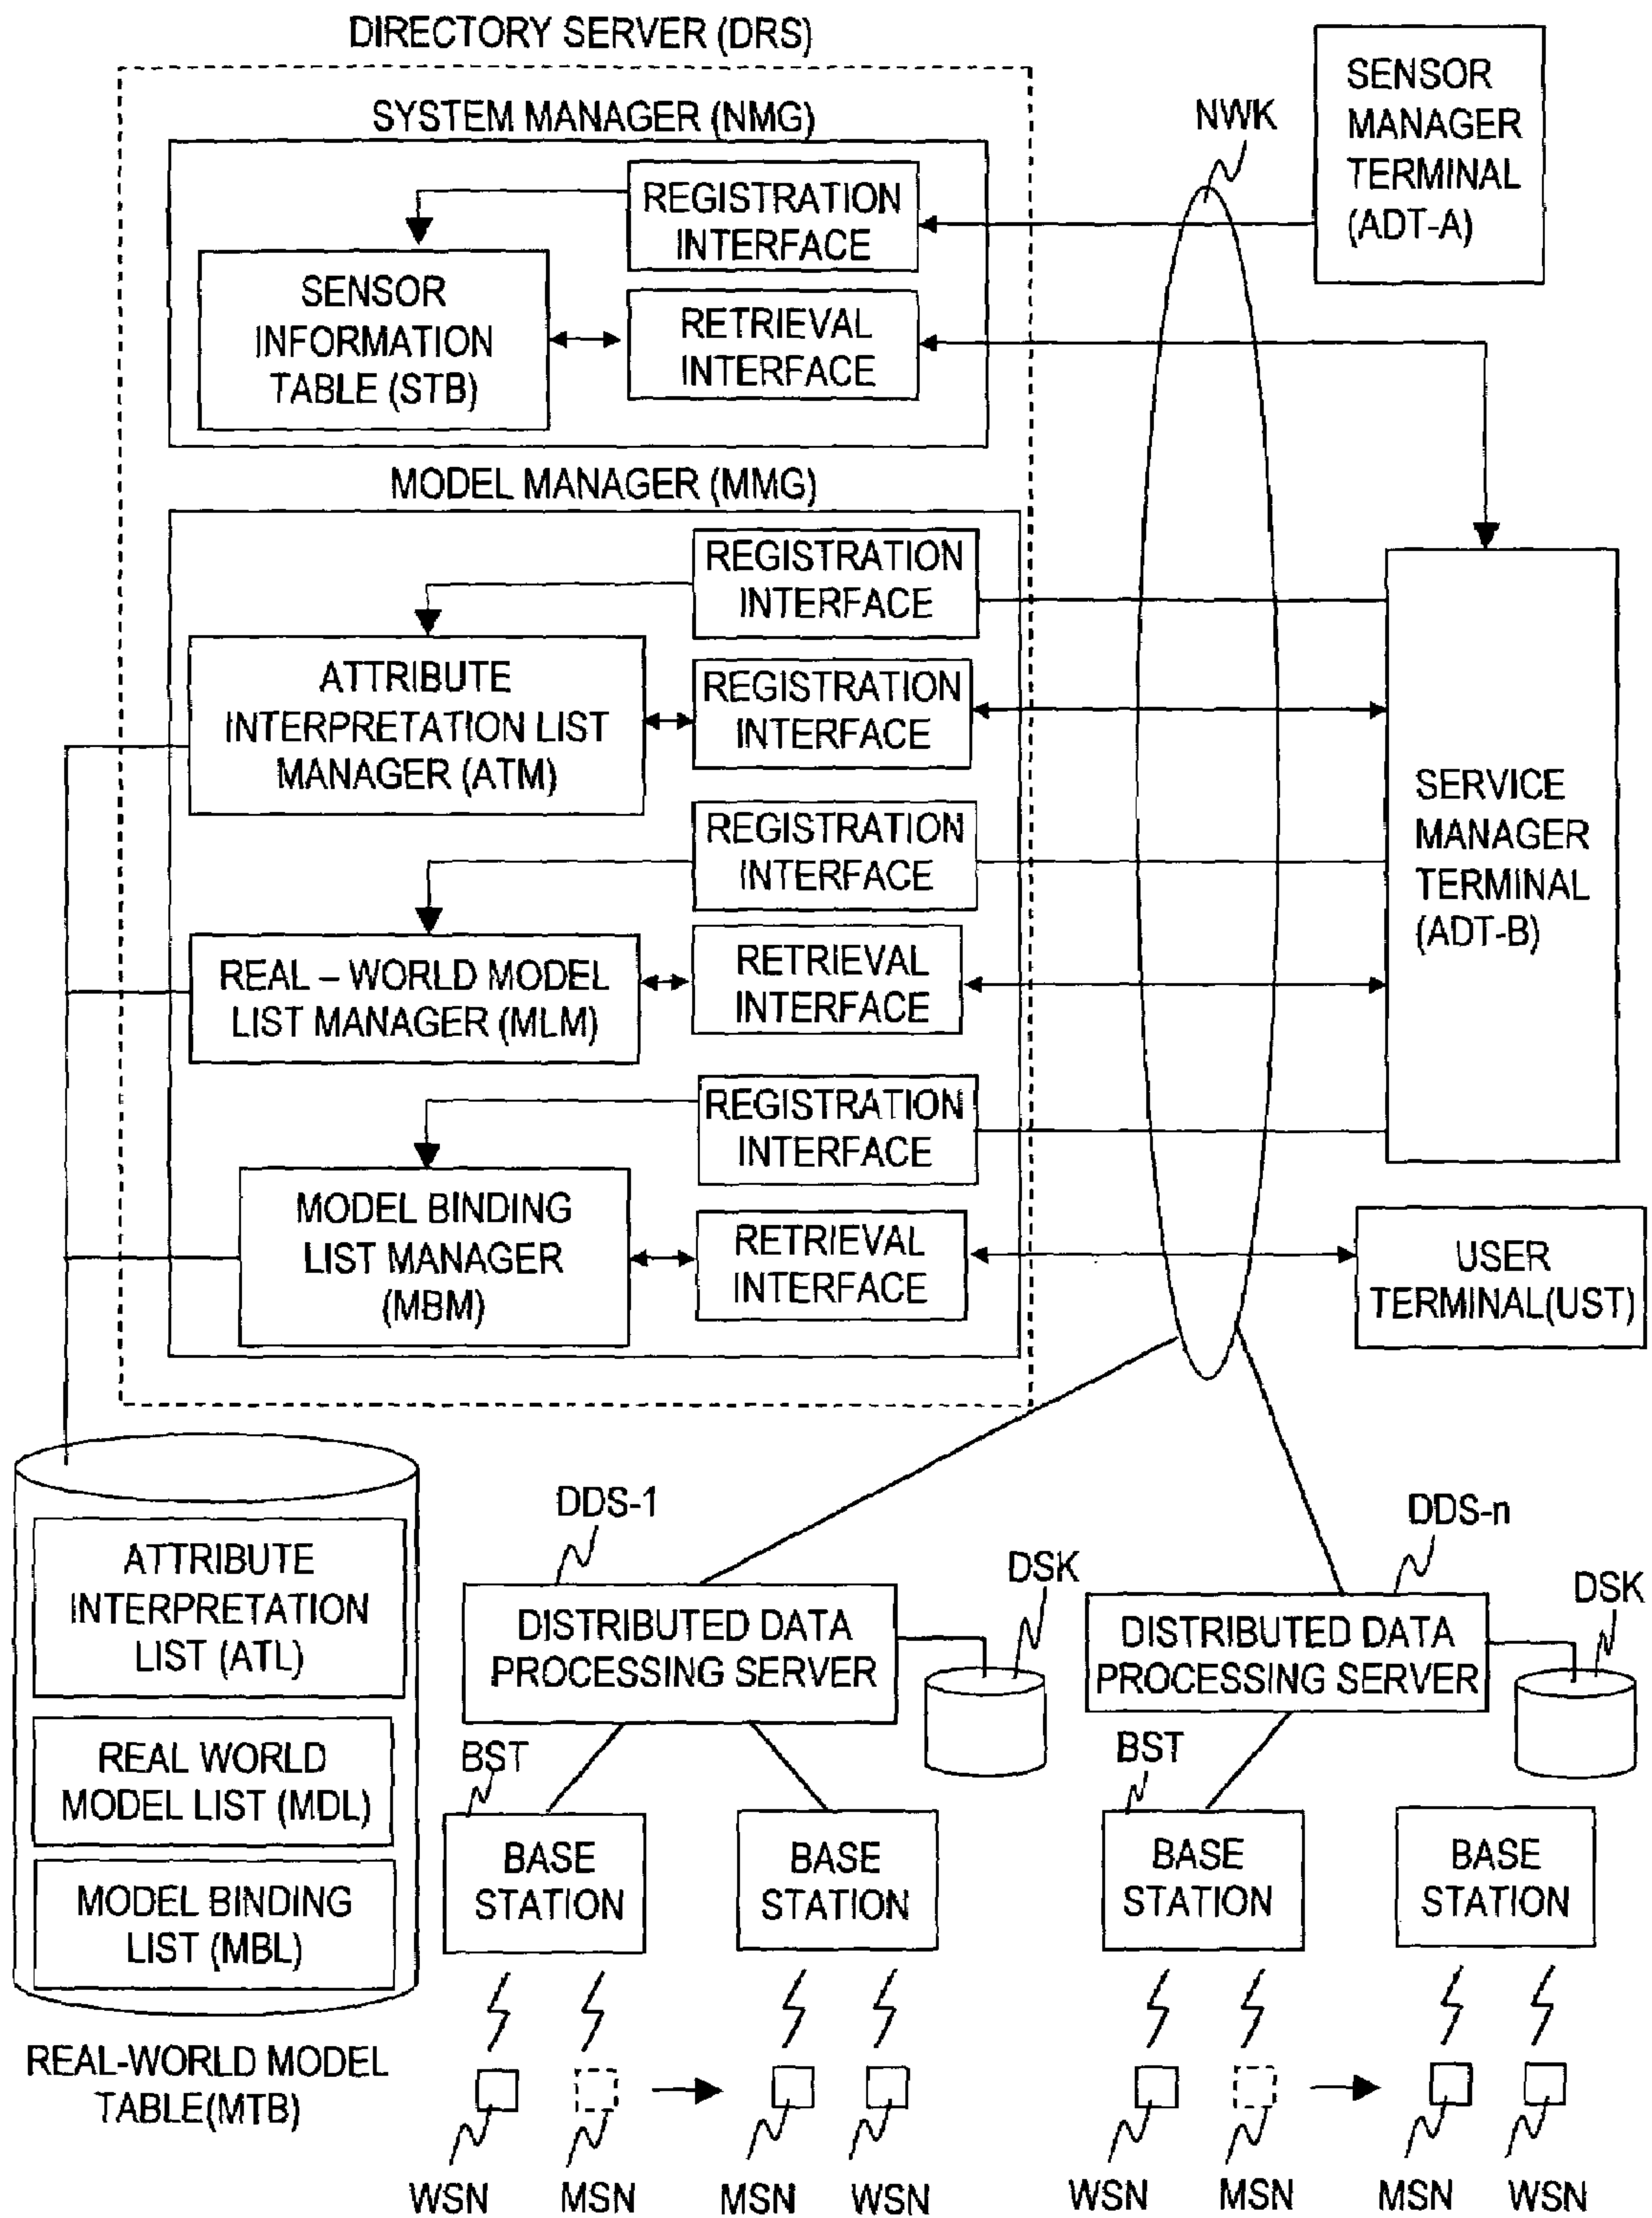 DIRECTORY SERVER (DRS)
SYSTEM MANAGER (NMG)
REGISTRATION
INTERFACE
SENSOR
INFORMATION
TABLE (STB)
RETRIEVAL
INTERFACE
NWK
SENSOR
MANAGER
TERMINAL
(ADT-A)
MODEL MANAGER (MMG)
REGISTRATION
INTERFACE
ATTRIBUTE
INTERPRETATION LIST
MANAGER (ATM)
REGISTRATION
INTERFACE
REGISTRATION
INTERFACE
REAL – WORLD MODEL
LIST MANAGER (MLM)
RETRIEVAL
INTERFACE
REGISTRATION
INTERFACE
MODEL BINDING
LIST MANAGER
(MBM)
RETRIEVAL
INTERFACE
SERVICE
MANAGER
TERMINAL
(ADT-B)
USER
TERMINAL(UST)
ATTRIBUTE
INTERPRETATION
LIST (ATL)
REAL WORLD
MODEL LIST (MDL)
MODEL BINDING
LIST (MBL)
REAL-WORLD MODEL
TABLE(MTB)
DDS-1
DISTRIBUTED DATA
PROCESSING SERVER
DSK
BST
BASE
STATION
BASE
STATION
WSN
MSN
MSN
WSN
DDS-n
DISTRIBUTED DATA
PROCESSING SERVER
DSK
BST
BASE
STATION
BASE
STATION
WSN
MSN
MSN
WSN